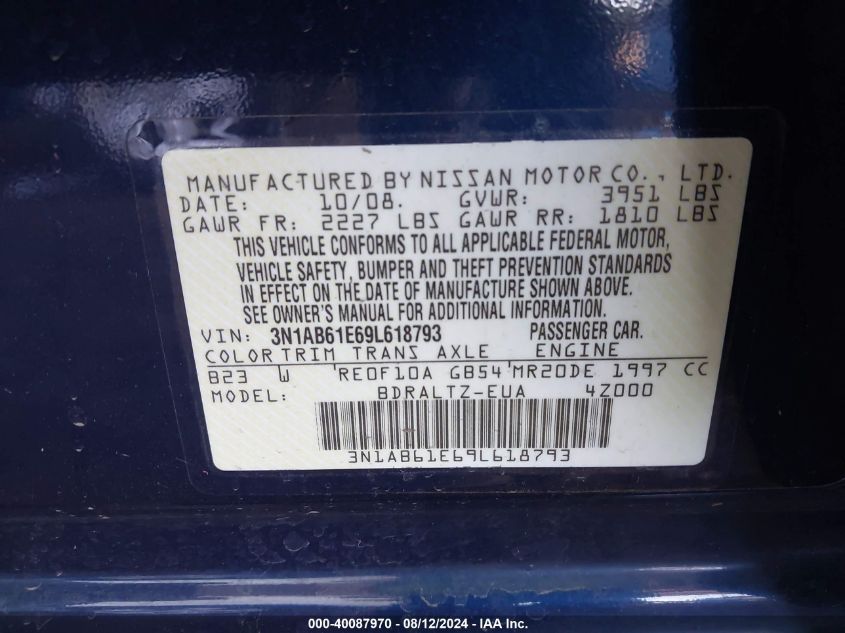 MANUFACTURED BY NISSAN MOTOR CO., LTD.
DATE: 10/08. GVWR: 3951 LBS
GAWR FR: 2227 LBS GAWR RR: 1810 LBS
THIS VEHICLE CONFORMS TO ALL APPLICABLE FEDERAL MOTOR,
VEHICLE SAFETY, BUMPER AND THEFT PREVENTION STANDARDS
IN EFFECT ON THE DATE OF MANUFACTURE SHOWN ABOVE.
SEE OWNER'S MANUAL FOR ADDITIONAL INFORMATION.
VIN: 3N1AB61E69L618793 PASSENGER CAR.
COLOR TRIM TRANS AXLE ENGINE
B23 W RE0F10A GB54 MR20DE 1997 CC
MODEL: BDRALTZ-EUA 4Z000
3N1AB61E69L618793
000-40087970 - 08/12/2024 - IAA Inc.